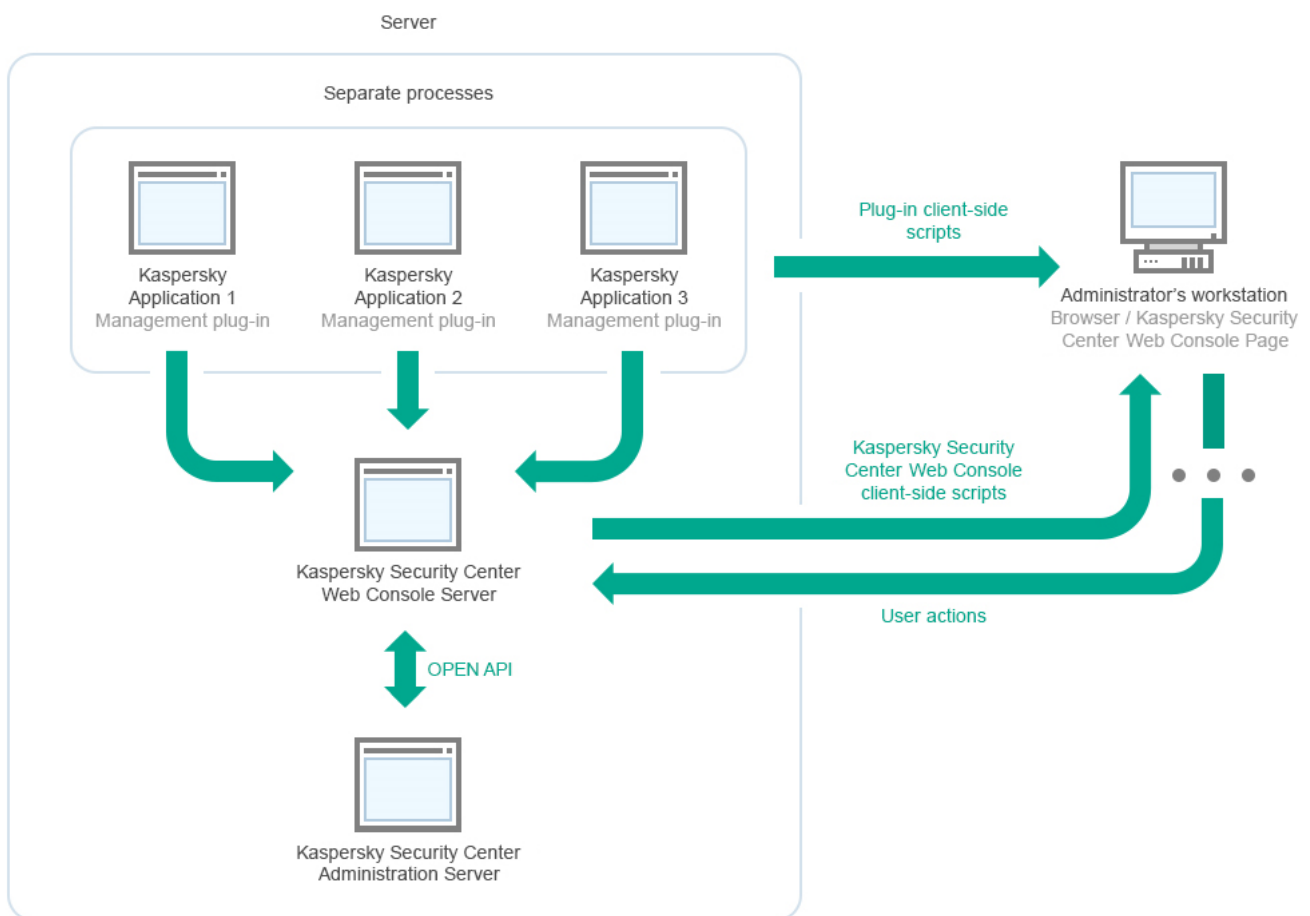 Server
Separate processes
Kaspersky
Application 1
Management plug-in
Kaspersky
Application 2
Management plug-in
Kaspersky
Application 3
Management plug-in
Plug-in client-side
scripts
Administrator's workstation
Browser / Kaspersky Security
Center Web Console Page
Kaspersky Security
Center Web Console
client-side scripts
Kaspersky Security Center
Web Console Server
User actions
OPEN API
Kaspersky Security Center
Administration Server